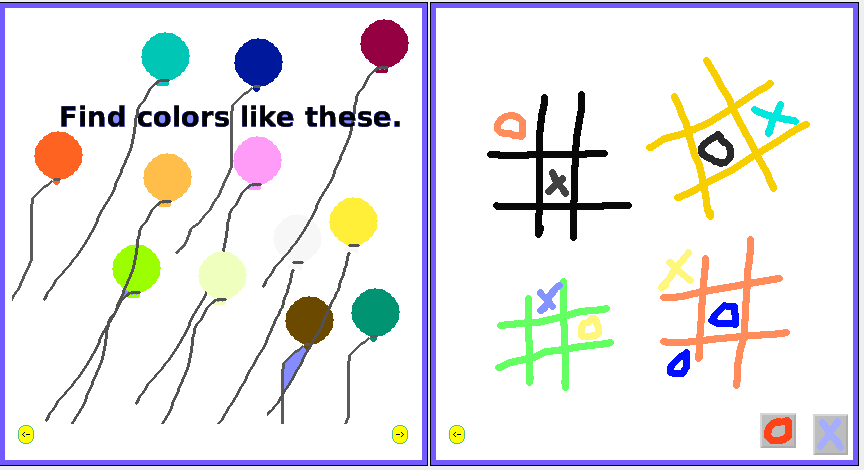 Find colors like these.
<- -> <-
O
X
O X
X
X
O
O
O
O X